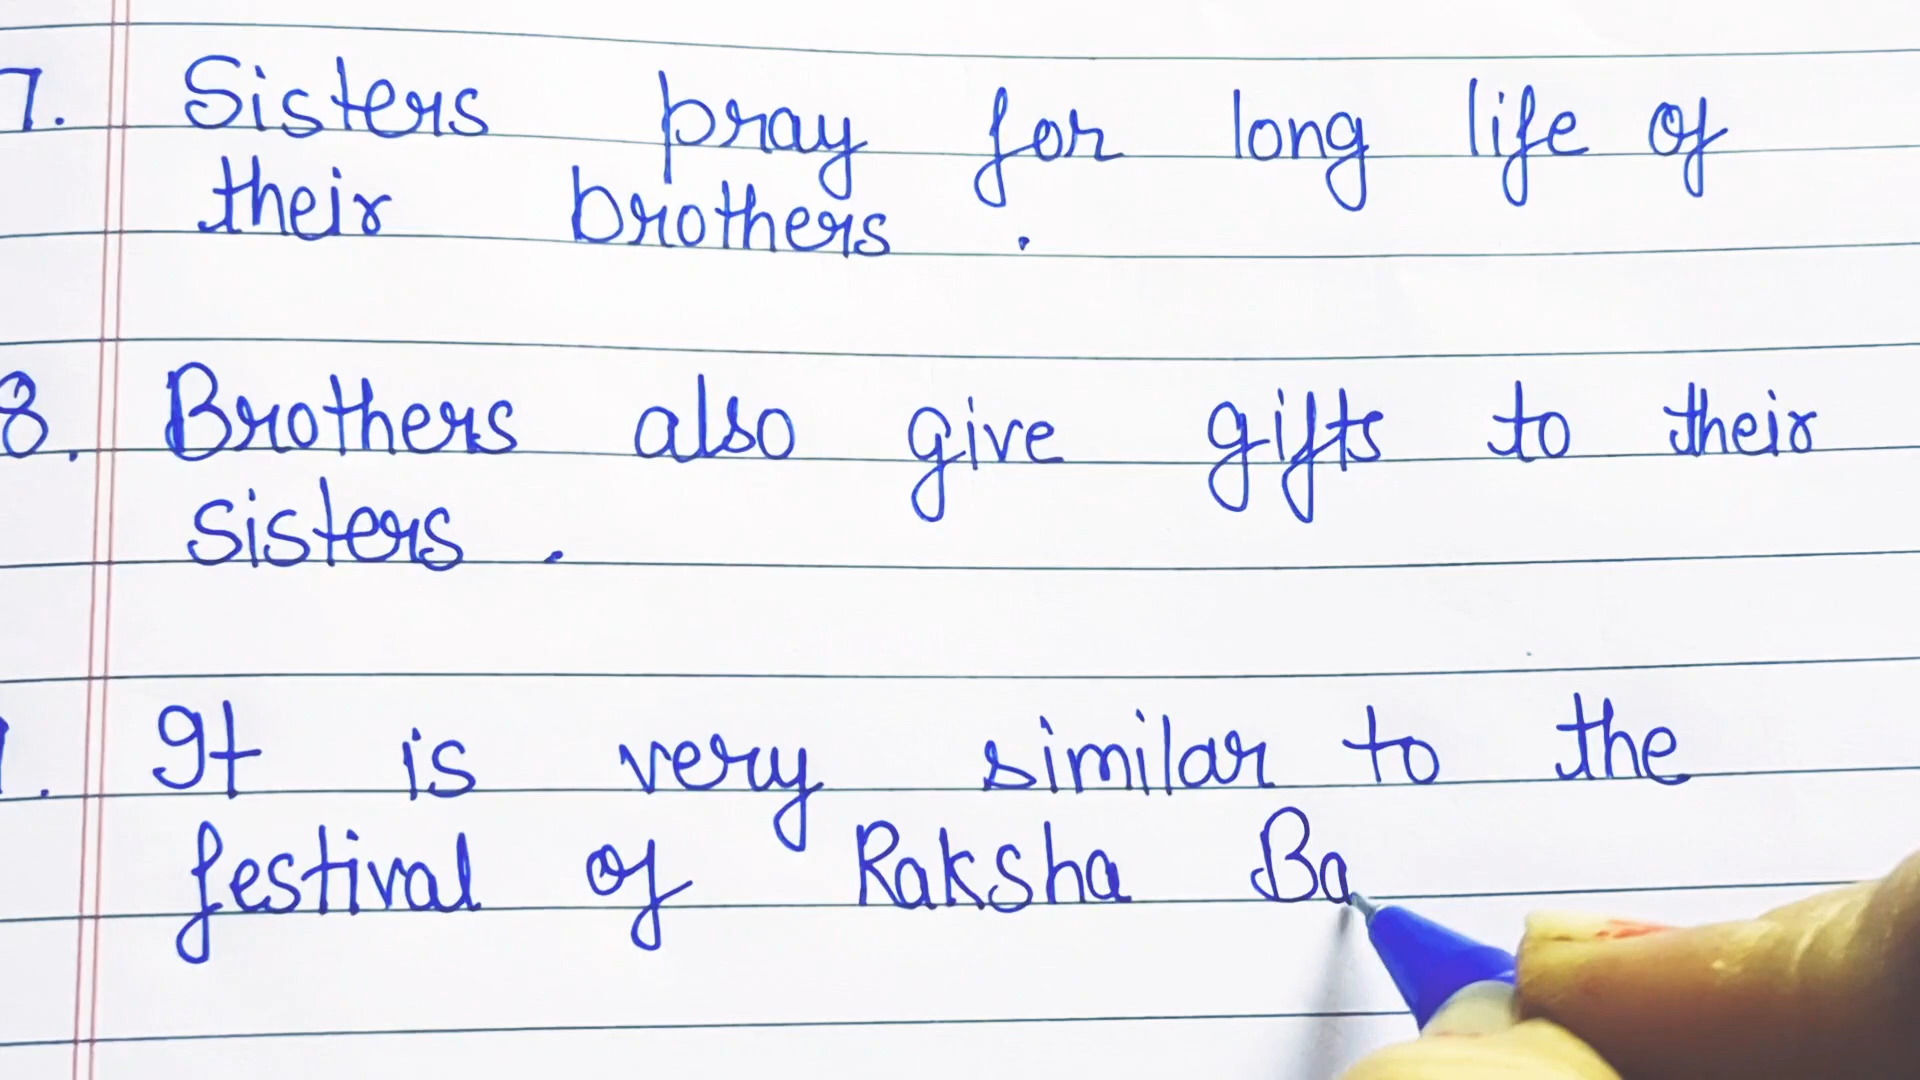 7. Sisters pray for long life of
their brothers.
8. Brothers also give gifts to their
sisters.
It is very similar to the
festival of Raksha Ba